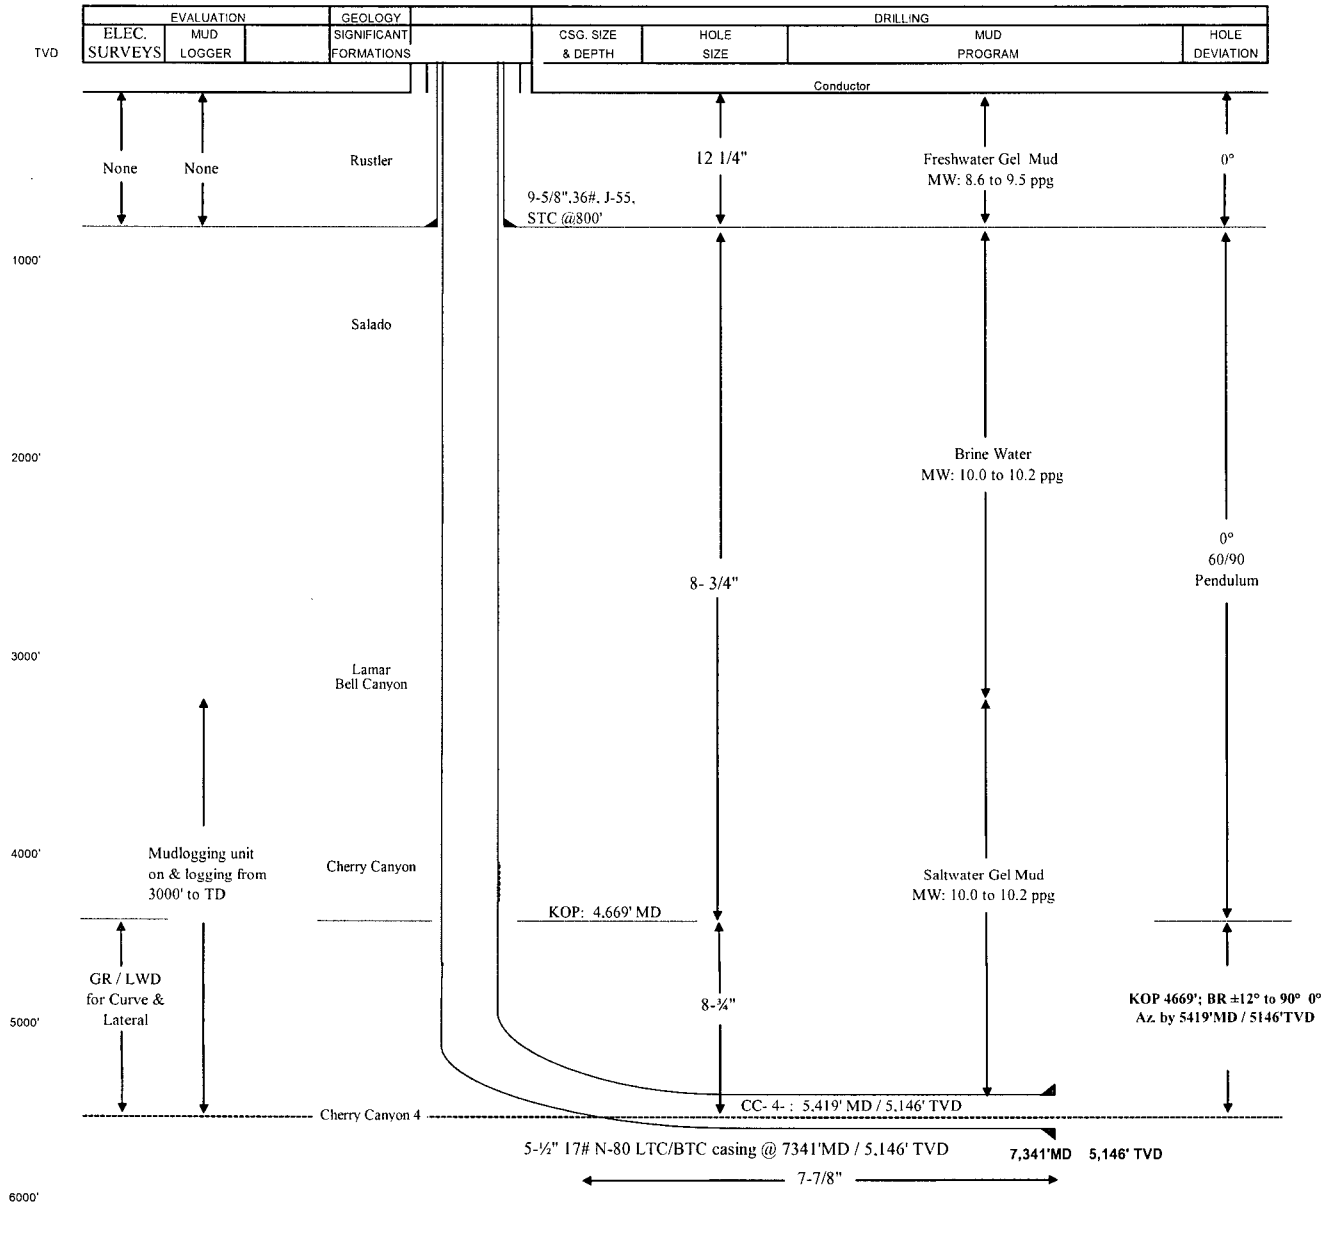 EVALUATION GEOLOGY DRILLING
ELEC. MUD SIGNIFICANT CSG. SIZE HOLE MUD HOLE
TVD SURVEYS LOGGER FORMATIONS & DEPTH SIZE PROGRAM DEVIATION
Conductor
None None Rustler 12 1/4" Freshwater Gel Mud 0°
MW: 8.6 to 9.5 ppg
9-5/8",36#, J-55,
STC @800'
1000'
Salado
2000'
Brine Water
MW: 10.0 to 10.2 ppg
0°
60/90
Pendulum
8- 3/4"
3000'
Lamar
Bell Canyon
4000'
Mudlogging unit
on & logging from
3000' to TD
Cherry Canyon
Saltwater Gel Mud
MW: 10.0 to 10.2 ppg
KOP: 4,669' MD
GR / LWD
for Curve &
Lateral
8-¾"
KOP 4669'; BR ±12° to 90° 0°
Az. by 5419'MD / 5146'TVD
5000'
CC- 4- : 5,419' MD / 5,146' TVD
Cherry Canyon 4
5-½" 17# N-80 LTC/BTC casing @ 7341'MD / 5,146' TVD
7,341'MD 5,146' TVD
7-7/8"
6000'